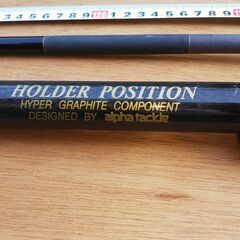 HOLDER POSITION
HYPER GRAPHITE COMPONENT
DESIGNED BY alpha tackle